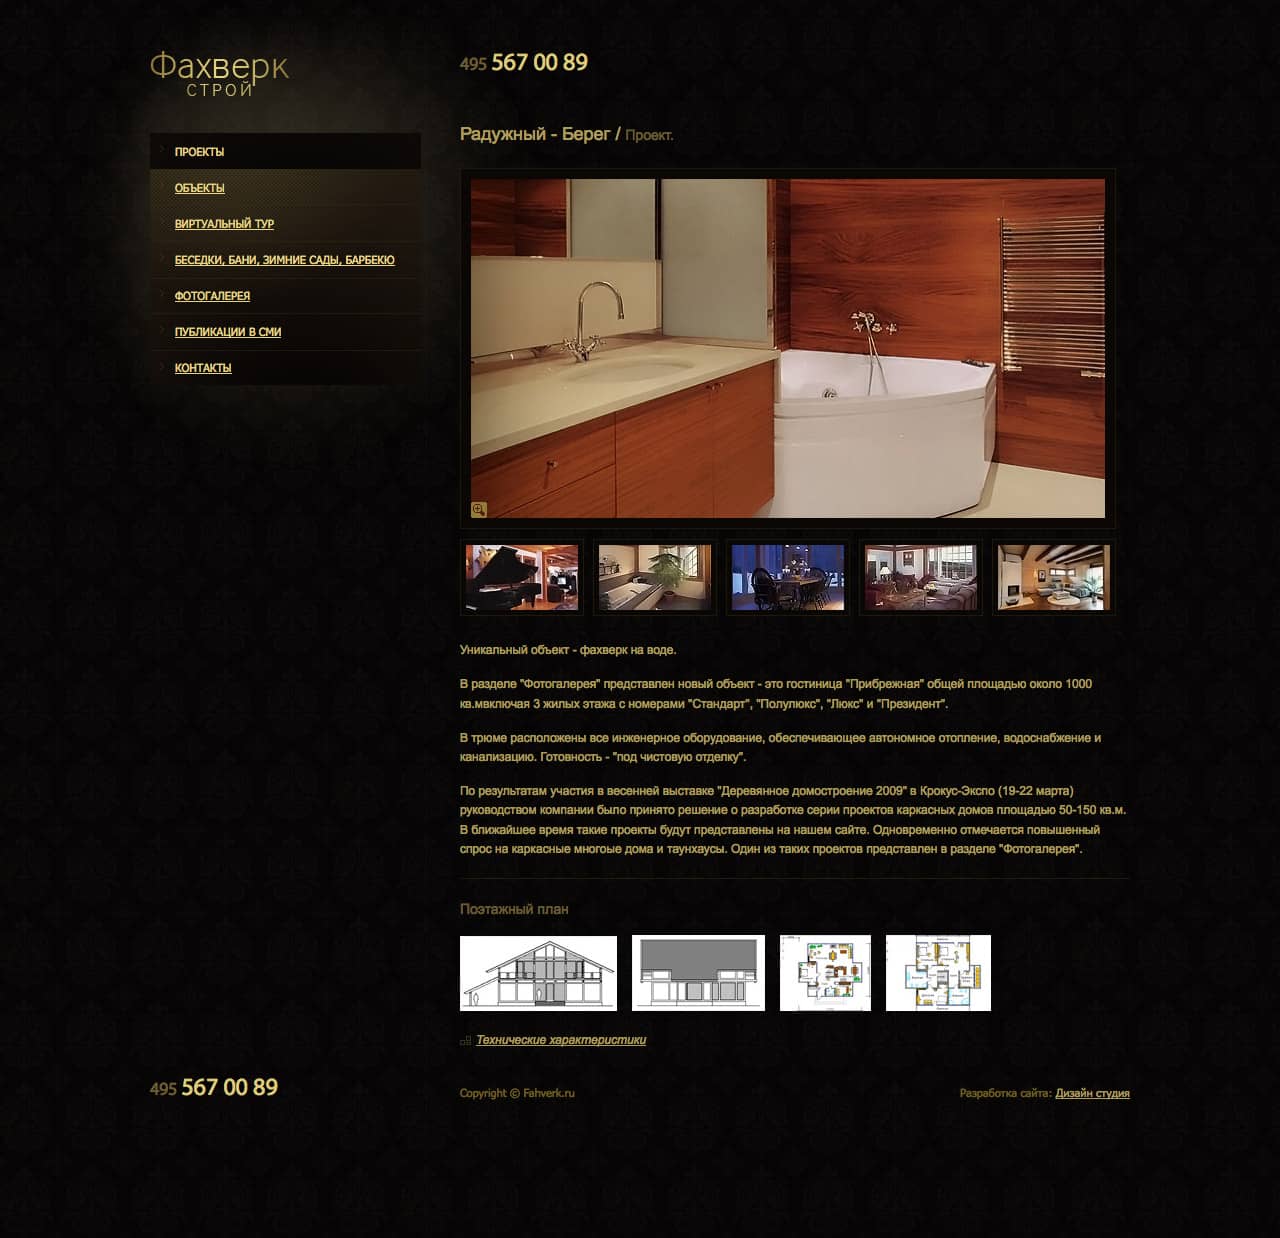 Фахверк
СТРОЙ
495 567 00 89
ПРОЕКТЫ
ОБЪЕКТЫ
ВИРТУАЛЬНЫЙ ТУР
БЕСЕДКИ, БАНИ, ЗИМНИЕ САДЫ, БАРБЕКЮ
ФОТОГАЛЕРЕЯ
ПУБЛИКАЦИИ В СМИ
КОНТАКТЫ
Радужный - Берег / Проект.
Уникальный объект - фахверк на воде.
В разделе "Фотогалерея" представлен новый объект - это гостиница "Прибрежная" общей площадью около 1000
кв.мвключая 3 жилых этажа с номерами "Стандарт", "Полулюкс", "Люкс" и "Президент".
В трюме расположены все инженерное оборудование, обеспечивающее автономное отопление, водоснабжение и
канализацию. Готовность - "под чистовую отделку".
По результатам участия в весенней выставке "Деревянное домостроение 2009" в Крокус-Экспо (19-22 марта)
руководством компании было принято решение о разработке серии проектов каркасных домов площадью 50-150 кв.м.
В ближайшее время такие проекты будут представлены на нашем сайте. Одновременно отмечается повышенный
спрос на каркасные многоые дома и таунхаусы. Один из таких проектов представлен в разделе "Фотогалерея".
Поэтажный план
Технические характеристики
495 567 00 89
Copyright © Fahverk.ru
Разработка сайта: Дизайн студия